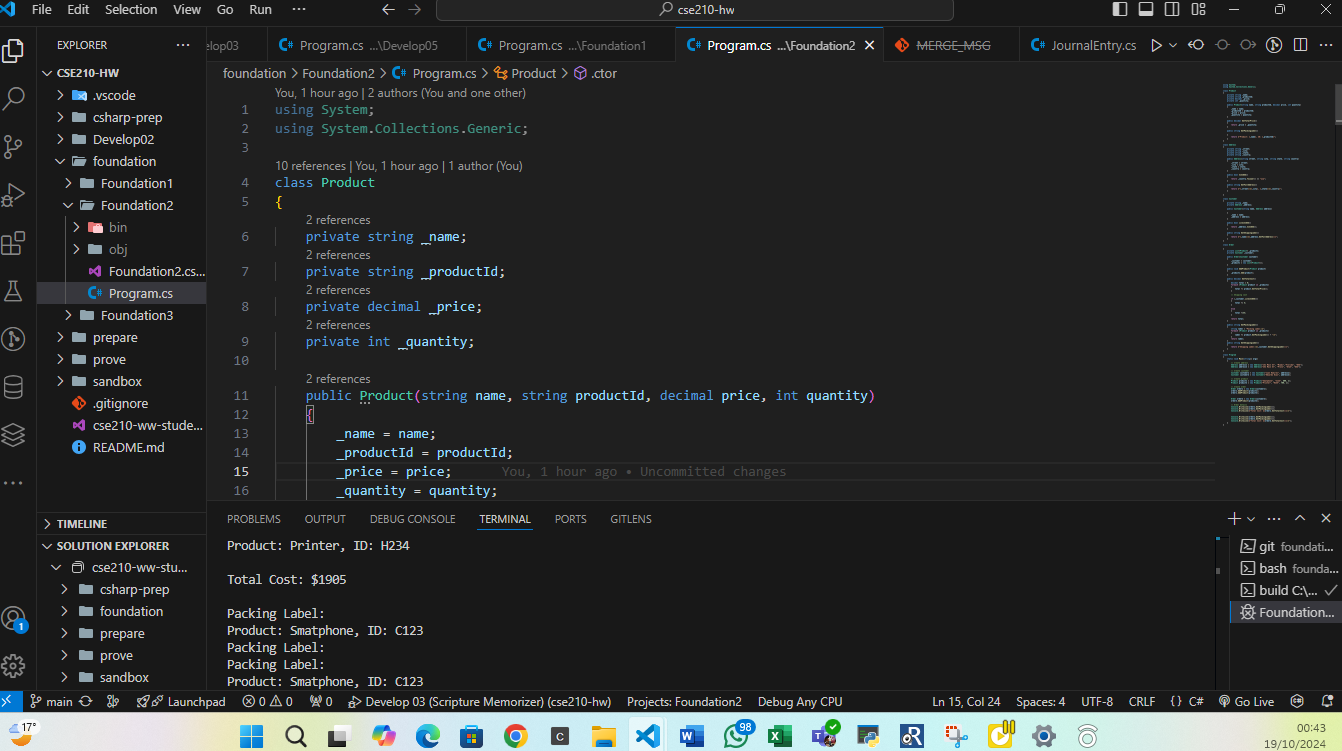 File Edit Selection View Go Run ··· cse210-hw
EXPLORER ···
elop03
Program.cs ...\Develop05
Program.cs ...\Foundation1
Program.cs ...\Foundation2
MERGE_MSG
JournalEntry.cs
CSE210-HW
.vscode
csharp-prep
Develop02
foundation
Foundation1
Foundation2
bin
obj
Foundation2.cs...
Program.cs
Foundation3
prepare
prove
sandbox
.gitignore
cse210-ww-stude...
README.md
TIMELINE
SOLUTION EXPLORER
cse210-ww-stu...
csharp-prep
foundation
prepare
prove
sandbox
foundation > Foundation2 > Program.cs > Product > .ctor
You, 1 hour ago | 2 authors (You and one other)
1 using System;
2 using System.Collections.Generic;
3
10 references | You, 1 hour ago | 1 author (You)
4 class Product
5 {
2 references
6 private string _name;
2 references
7 private string _productId;
2 references
8 private decimal _price;
2 references
9 private int _quantity;
10
2 references
11 public Product(string name, string productId, decimal price, int quantity)
12 {
13 _name = name;
14 _productId = productId;
15 _price = price; You, 1 hour ago • Uncommitted changes
16 _quantity = quantity;
PROBLEMS OUTPUT DEBUG CONSOLE TERMINAL PORTS GITLENS
Product: Printer, ID: H234
Total Cost: $1905
Packing Label:
Product: Smatphone, ID: C123
Packing Label:
Packing Label:
Product: Smatphone, ID: C123
git foundati...
bash founda...
build C:\...
Foundation...
1
main Launchpad 0 0 0 Develop 03 (Scripture Memorizer) (cse210-hw) Projects: Foundation2 Debug Any CPU Ln 15, Col 24 Spaces: 4 UTF-8 CRLF {} C# Go Live
17°
98
00:43
19/10/2024